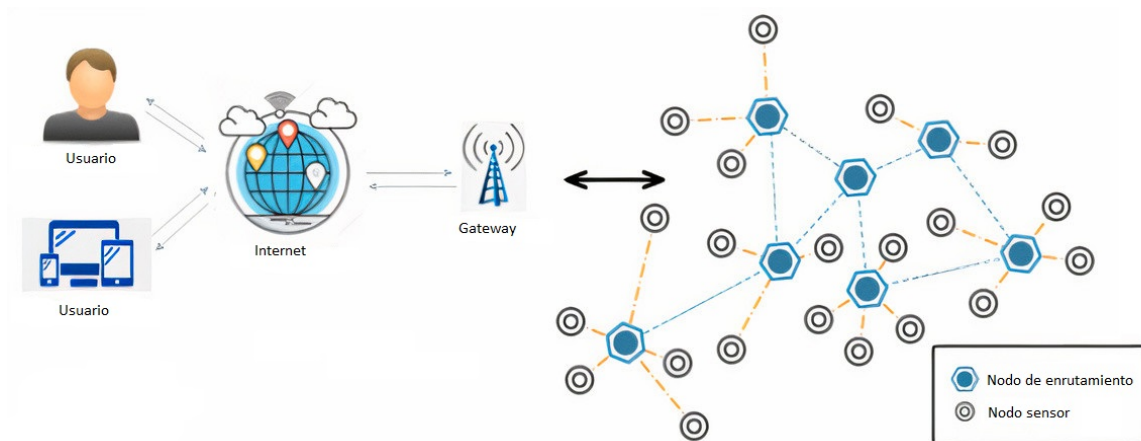 Usuario
Usuario
Internet
Gateway
Nodo de enrutamiento
Nodo sensor